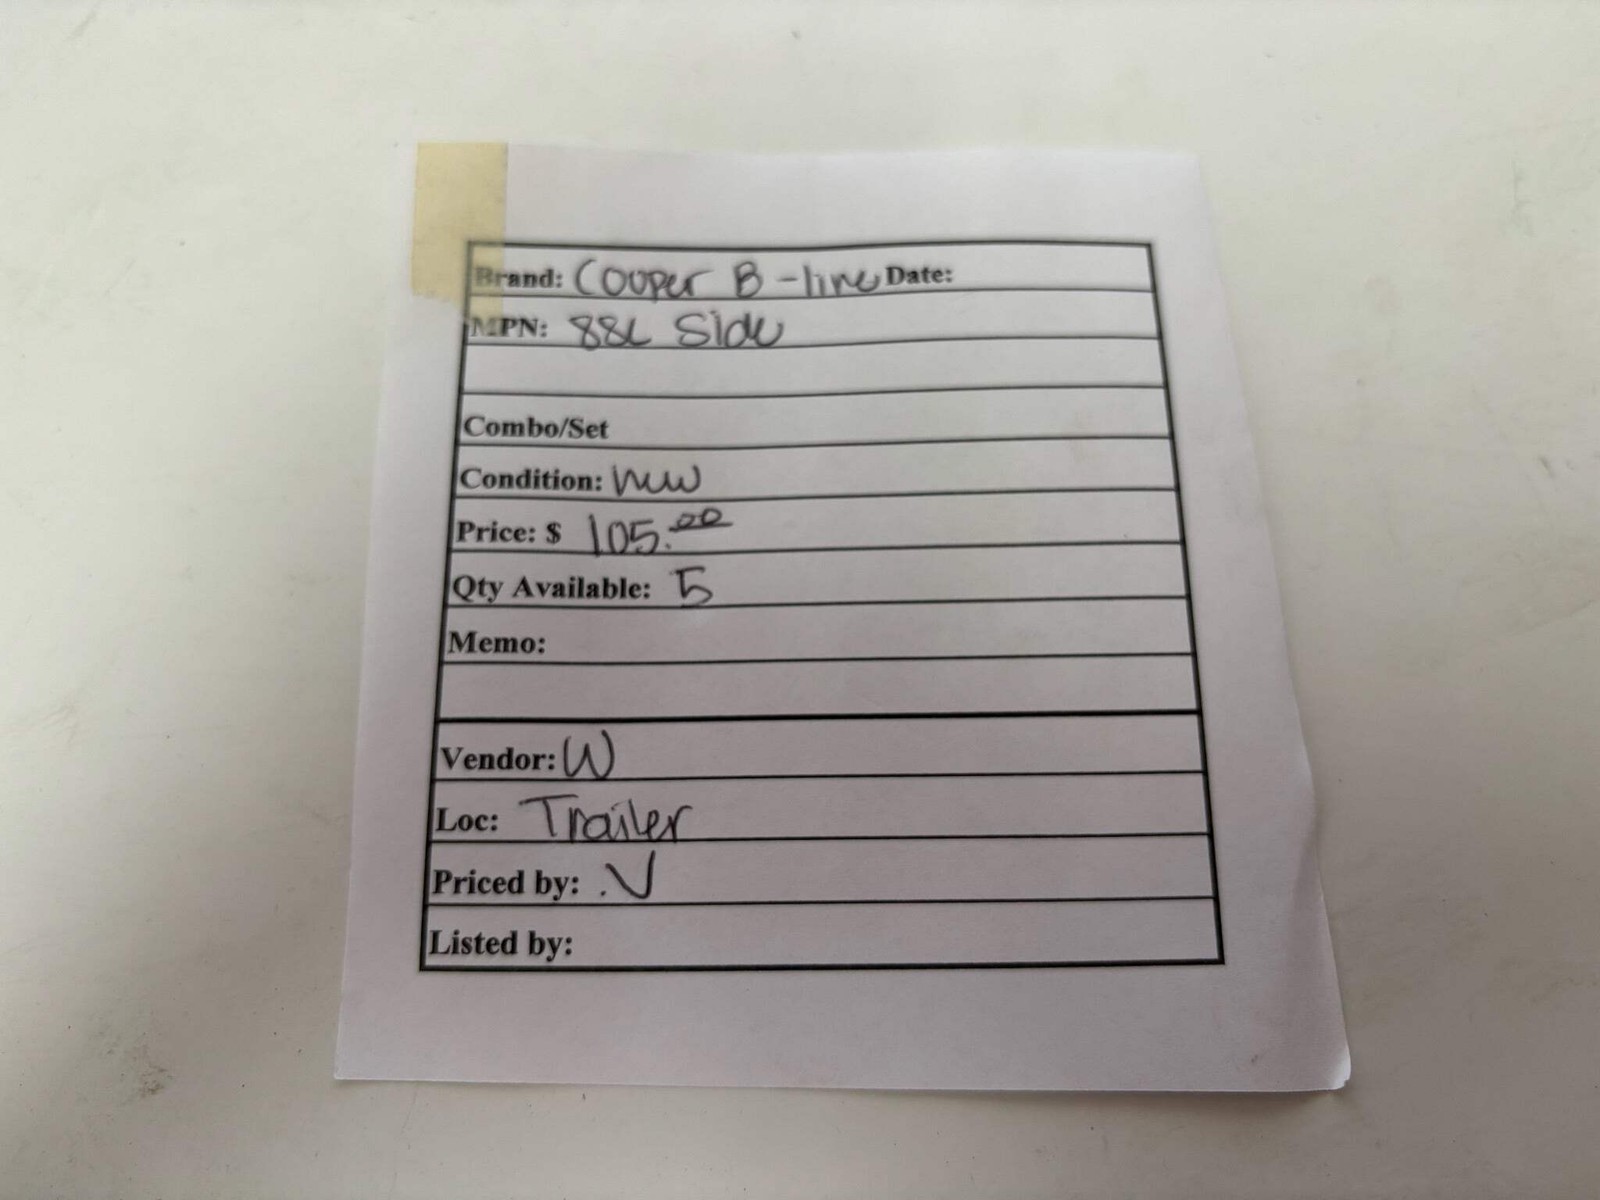 Brand: Cooper B-line Date:
MPN: 88L Side
Combo/Set
Condition: new
Price: $ 105.00
Qty Available: 5
Memo:
Vendor: W
Loc: Trailer
Priced by: .V
Listed by: